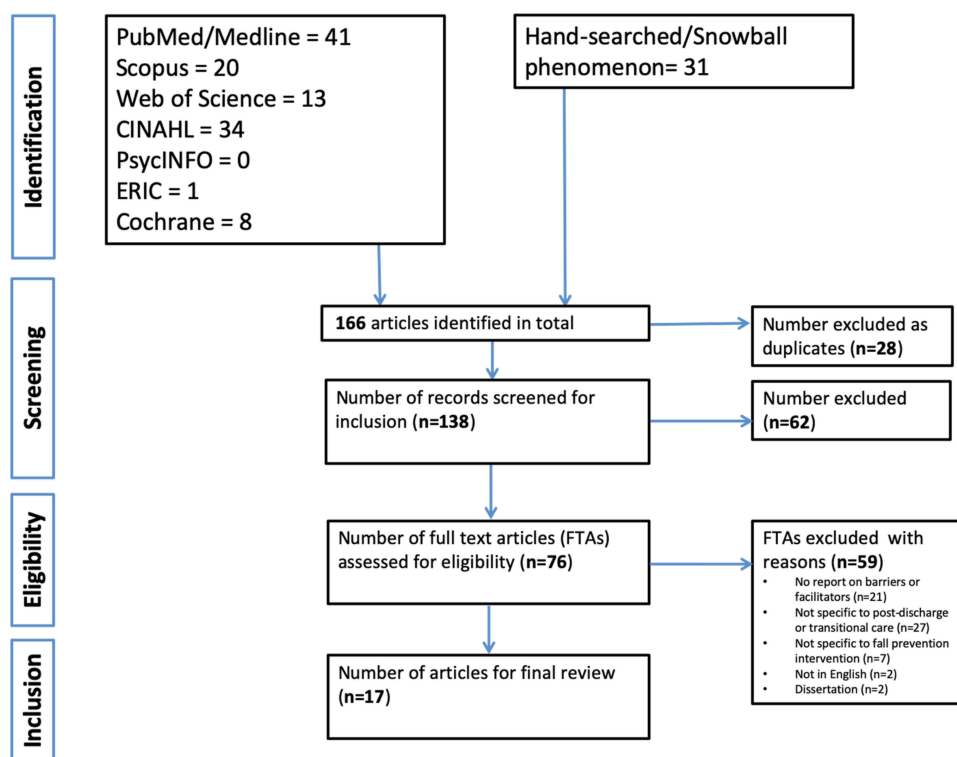 Identification
PubMed/Medline = 41
Scopus = 20
Web of Science = 13
CINAHL = 34
PsycINFO = 0
ERIC = 1
Cochrane = 8
Hand-searched/Snowball
phenomenon= 31
Screening
166 articles identified in total
Number excluded as
duplicates (n=28)
Number of records screened for
inclusion (n=138)
Number excluded
(n=62)
Eligibility
Number of full text articles (FTAs)
assessed for eligibility (n=76)
FTAs excluded with
reasons (n=59)
• No report on barriers or
facilitators (n=21)
• Not specific to post-discharge
or transitional care (n=27)
• Not specific to fall prevention
intervention (n=7)
• Not in English (n=2)
• Dissertation (n=2)
Inclusion
Number of articles for final review
(n=17)